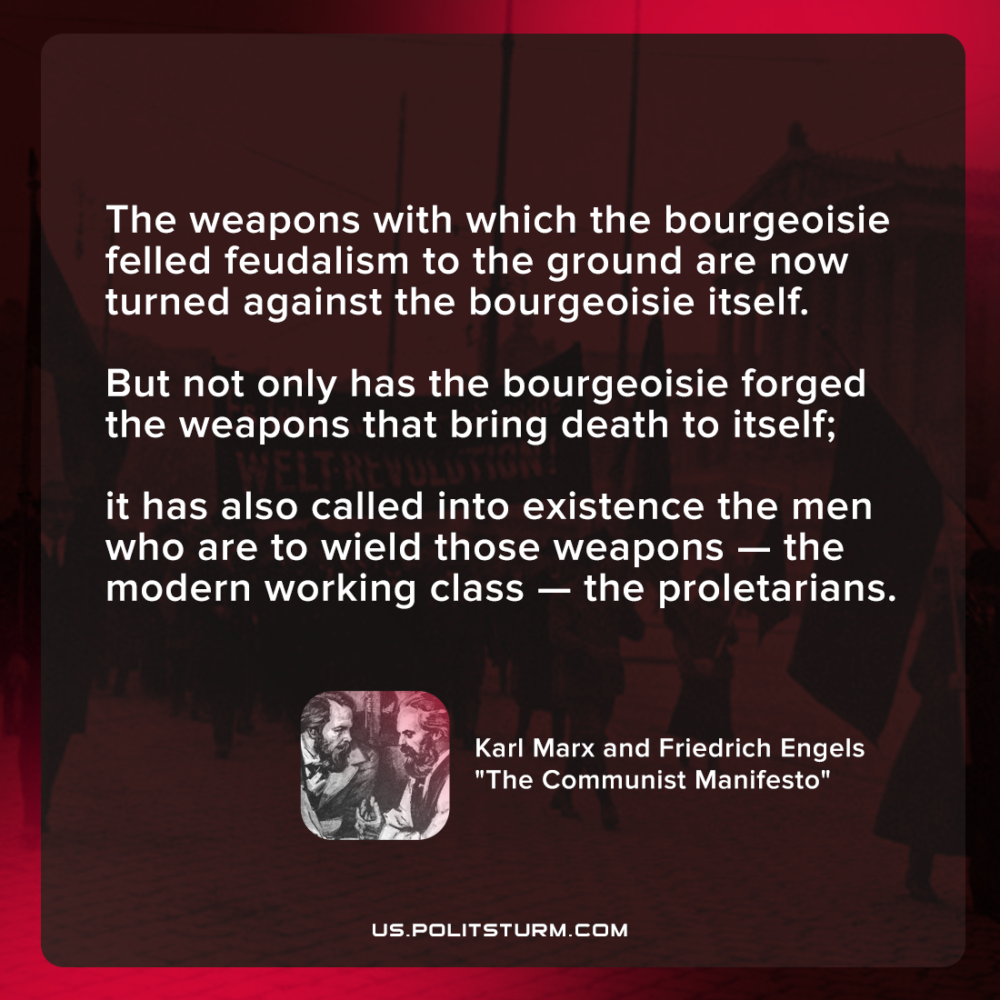 The weapons with which the bourgeoisie
felled feudalism to the ground are now
turned against the bourgeoisie itself.
But not only has the bourgeoisie forged
the weapons that bring death to itself;
WELT-REVOLUTION!
it has also called into existence the men
who are to wield those weapons — the
modern working class — the proletarians.
Karl Marx and Friedrich Engels
"The Communist Manifesto"
US.POLITSTURM.COM